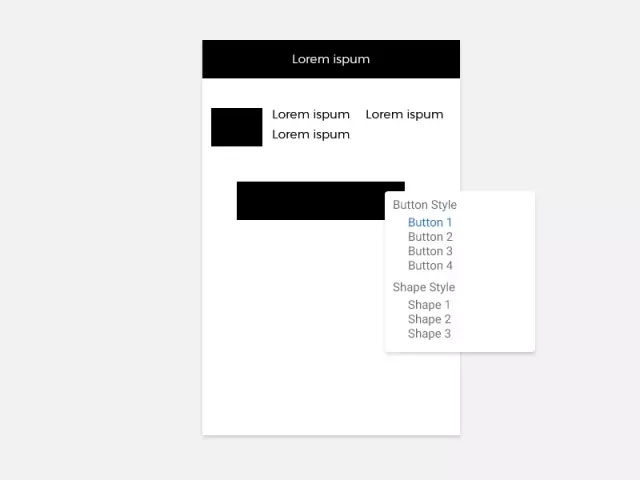 Lorem ispum
Lorem ispum Lorem ispum
Lorem ispum
Button Style
Button 1
Button 2
Button 3
Button 4
Shape Style
Shape 1
Shape 2
Shape 3